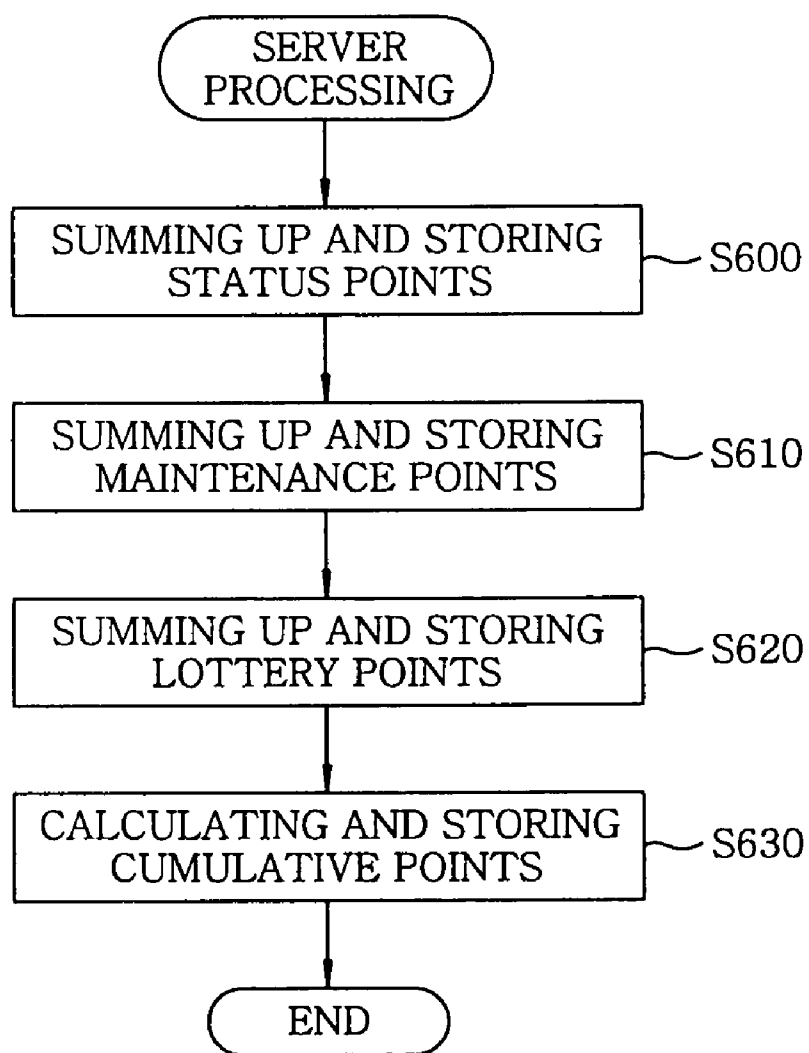 SERVER
PROCESSING
SUMMING UP AND STORING
STATUS POINTS
S600
SUMMING UP AND STORING
MAINTENANCE POINTS
S610
SUMMING UP AND STORING
LOTTERY POINTS
S620
CALCULATING AND STORING
CUMULATIVE POINTS
S630
END